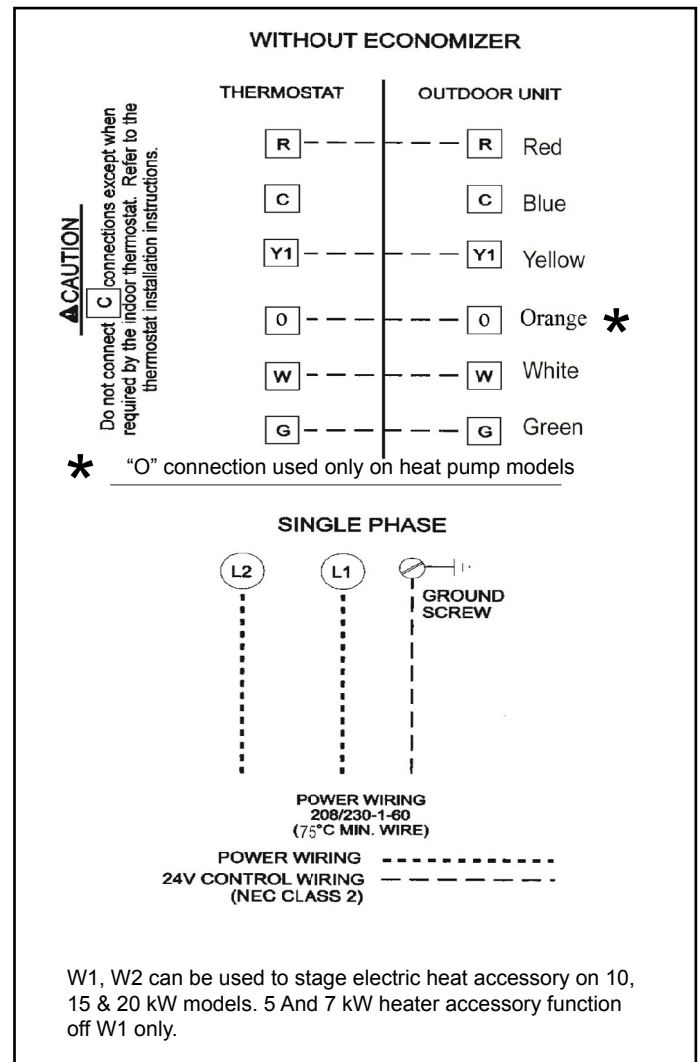 WITHOUT ECONOMIZER
THERMOSTAT OUTDOOR UNIT
R R Red
C C Blue
Y1 Y1 Yellow
O O Orange *
W W White
G G Green
⚠CAUTION
Do not connect C connections except when
required by the indoor thermostat. Refer to the
thermostat installation instructions.
* “O” connection used only on heat pump models
SINGLE PHASE
L2 L1
GROUND
SCREW
POWER WIRING
208/230-1-60
(75°C MIN. WIRE)
POWER WIRING
24V CONTROL WIRING
(NEC CLASS 2)
W1, W2 can be used to stage electric heat accessory on 10,
15 & 20 kW models. 5 And 7 kW heater accessory function
off W1 only.